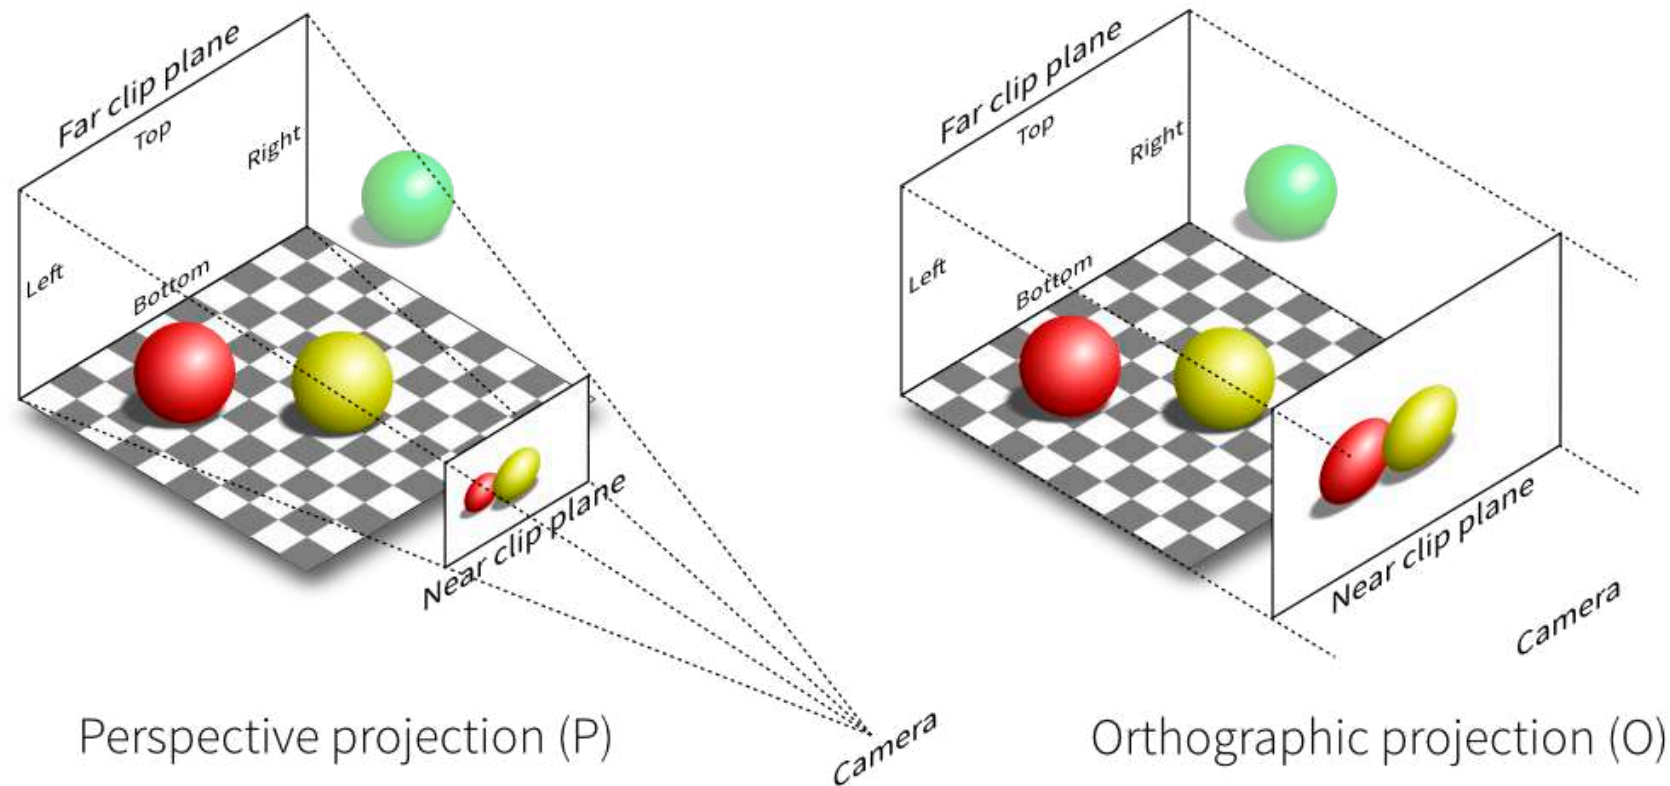 Far clip plane
Top
Right
Left
Bottom
Near clip plane
Camera
Perspective projection (P)
Far clip plane
Top
Right
Left
Bottom
Near clip plane
Camera
Orthographic projection (O)